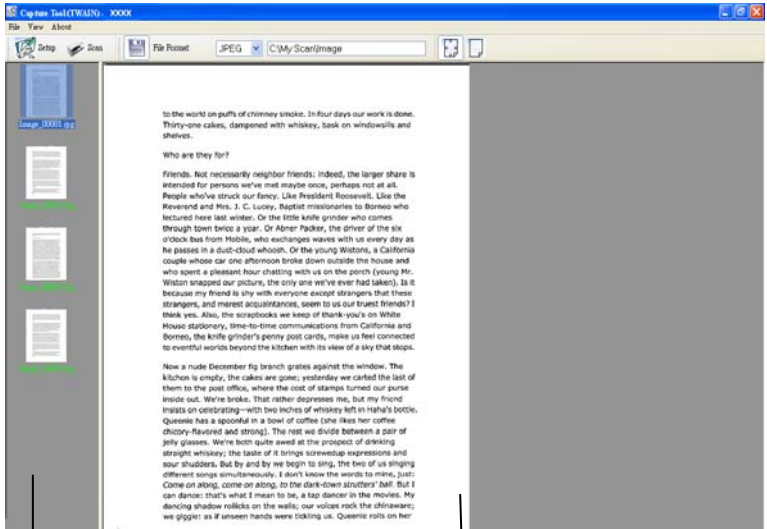 Capture Tool(TWAIN)- XXXX
File View About
Setup Scan File Format JPEG C:\My Scan\Image
Image_00001.jpg
to the world on puffs of chimney smoke. In four days our work is done.
Thirty-one cakes, dampened with whiskey, bask on windowsills and
shelves.
Who are they for?
Friends. Not necessarily neighbor friends: indeed, the larger share is
intended for persons we've met maybe once, perhaps not at all.
People who've struck our fancy. Like President Roosevelt. Like the
Reverend and Mrs. J. C. Lucey, Baptist missionaries to Borneo who
lectured here last winter. Or the little knife grinder who comes
through town twice a year. Or Abner Packer, the driver of the six
o'clock bus from Mobile, who exchanges waves with us every day as
he passes in a dust-cloud whoosh. Or the young Wistons, a California
couple whose car one afternoon broke down outside the house and
who spent a pleasant hour chatting with us on the porch (young Mr.
Wiston snapped our picture, the only one we've ever had taken). Is it
because my friend is shy with everyone except strangers that these
strangers, and merest acquaintances, seem to us our truest friends? I
think yes. Also, the scrapbooks we keep of thank-you's on White
House stationery, time-to-time communications from California and
Borneo, the knife grinder's penny post cards, make us feel connected
to eventful worlds beyond the kitchen with its view of a sky that stops.
Now a nude December fig branch grates against the window. The
kitchen is empty, the cakes are gone; yesterday we carted the last of
them to the post office, where the cost of stamps turned our purse
inside out. We're broke. That rather depresses me, but my friend
insists on celebrating—with two inches of whiskey left in Haha's bottle.
Queenie has a spoonful in a bowl of coffee (she likes her coffee
chicory-flavored and strong). The rest we divide between a pair of
jelly glasses. We're both quite awed at the prospect of drinking
straight whiskey; the taste of it brings screwedup expressions and
sour shudders. But by and by we begin to sing, the two of us singing
different songs simultaneously. I don't know the words to mine, just:
Come on along, come on along, to the dark-town strutters' ball. But I
can dance: that's what I mean to be, a tap dancer in the movies. My
dancing shadow rollicks on the walls; our voices rock the chinaware;
we giggle: as if unseen hands were tickling us. Queenie rolls on her